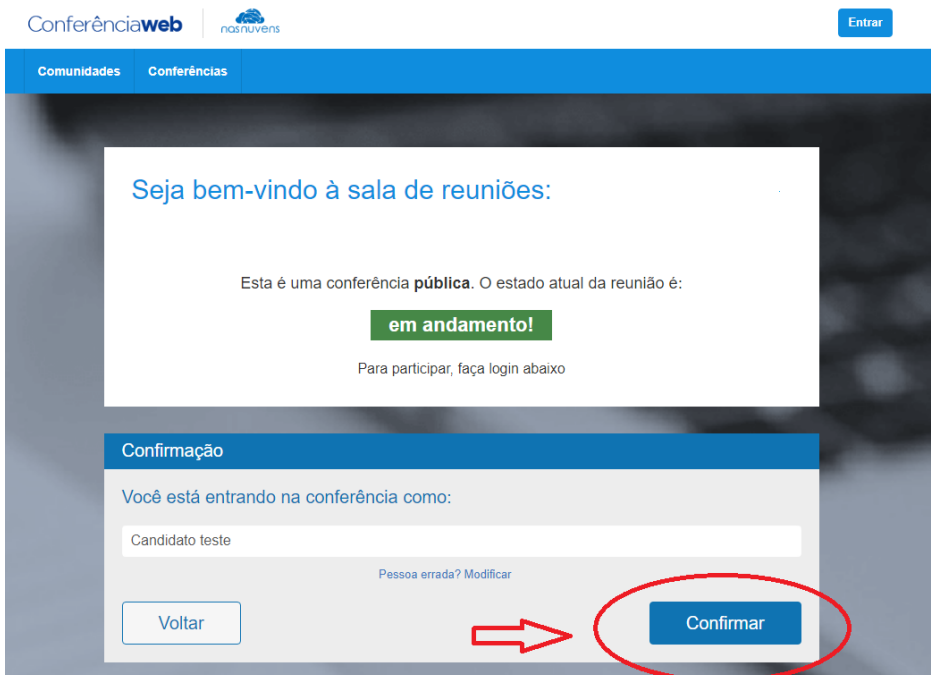 Conferênciaweb
nasnuvens
Entrar
Comunidades
Conferências
Seja bem-vindo à sala de reuniões:
Esta é uma conferência pública. O estado atual da reunião é:
em andamento!
Para participar, faça login abaixo
Confirmação
Você está entrando na conferência como:
Candidato teste
Pessoa errada? Modificar
Voltar
Confirmar